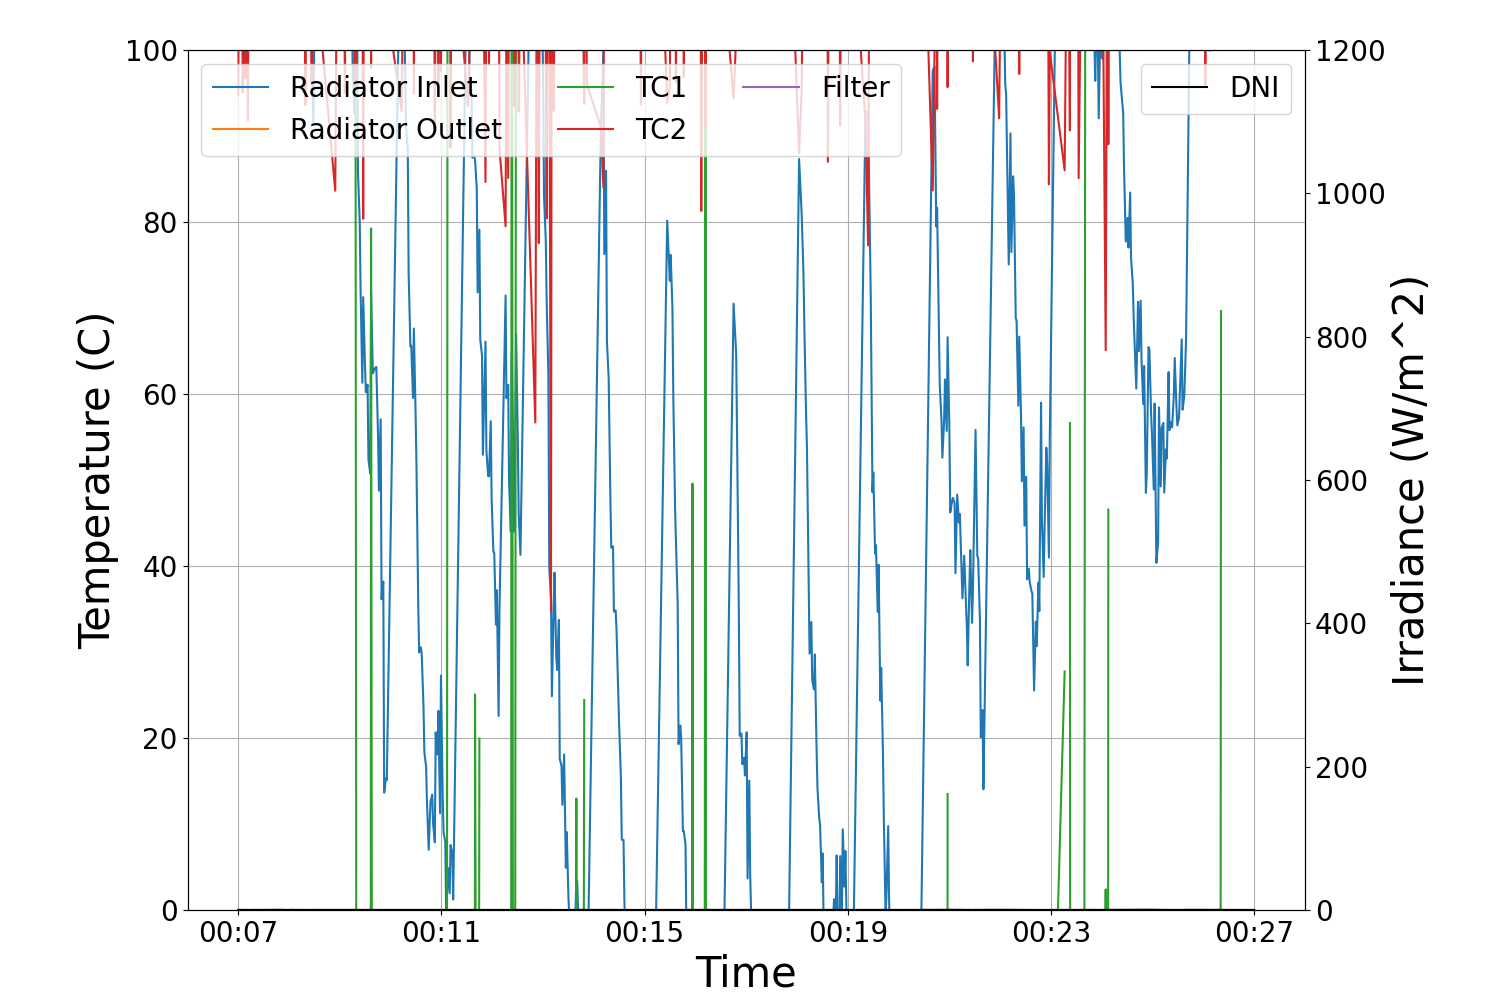 100
80
60
40
20
0
Temperature (C)
Radiator Inlet
Radiator Outlet
TC1
TC2
Filter
DNI
1200
1000
800
600
400
200
0
Irradiance (W/m^2)
00:07 00:11 00:15 00:19 00:23 00:27
Time